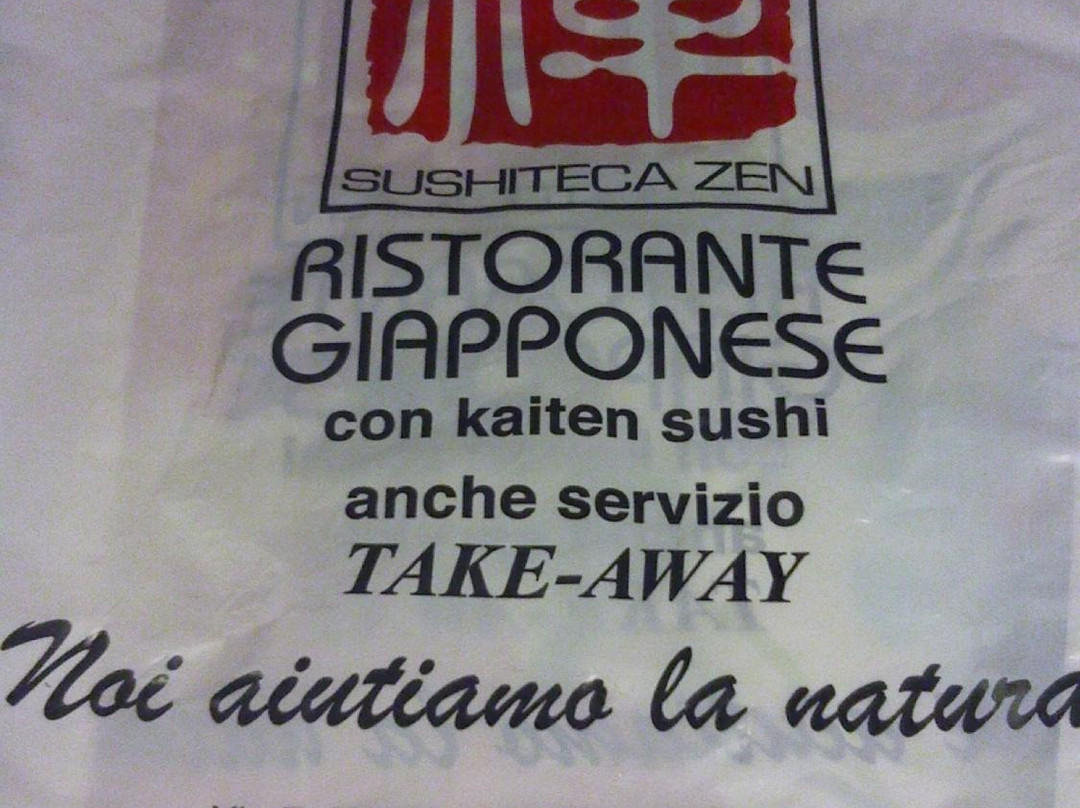 SUSHITECA ZEN
RISTORANTE
GIAPPONESE
con kaiten sushi
anche servizio
TAKE-AWAY
Noi aiutiamo la natura